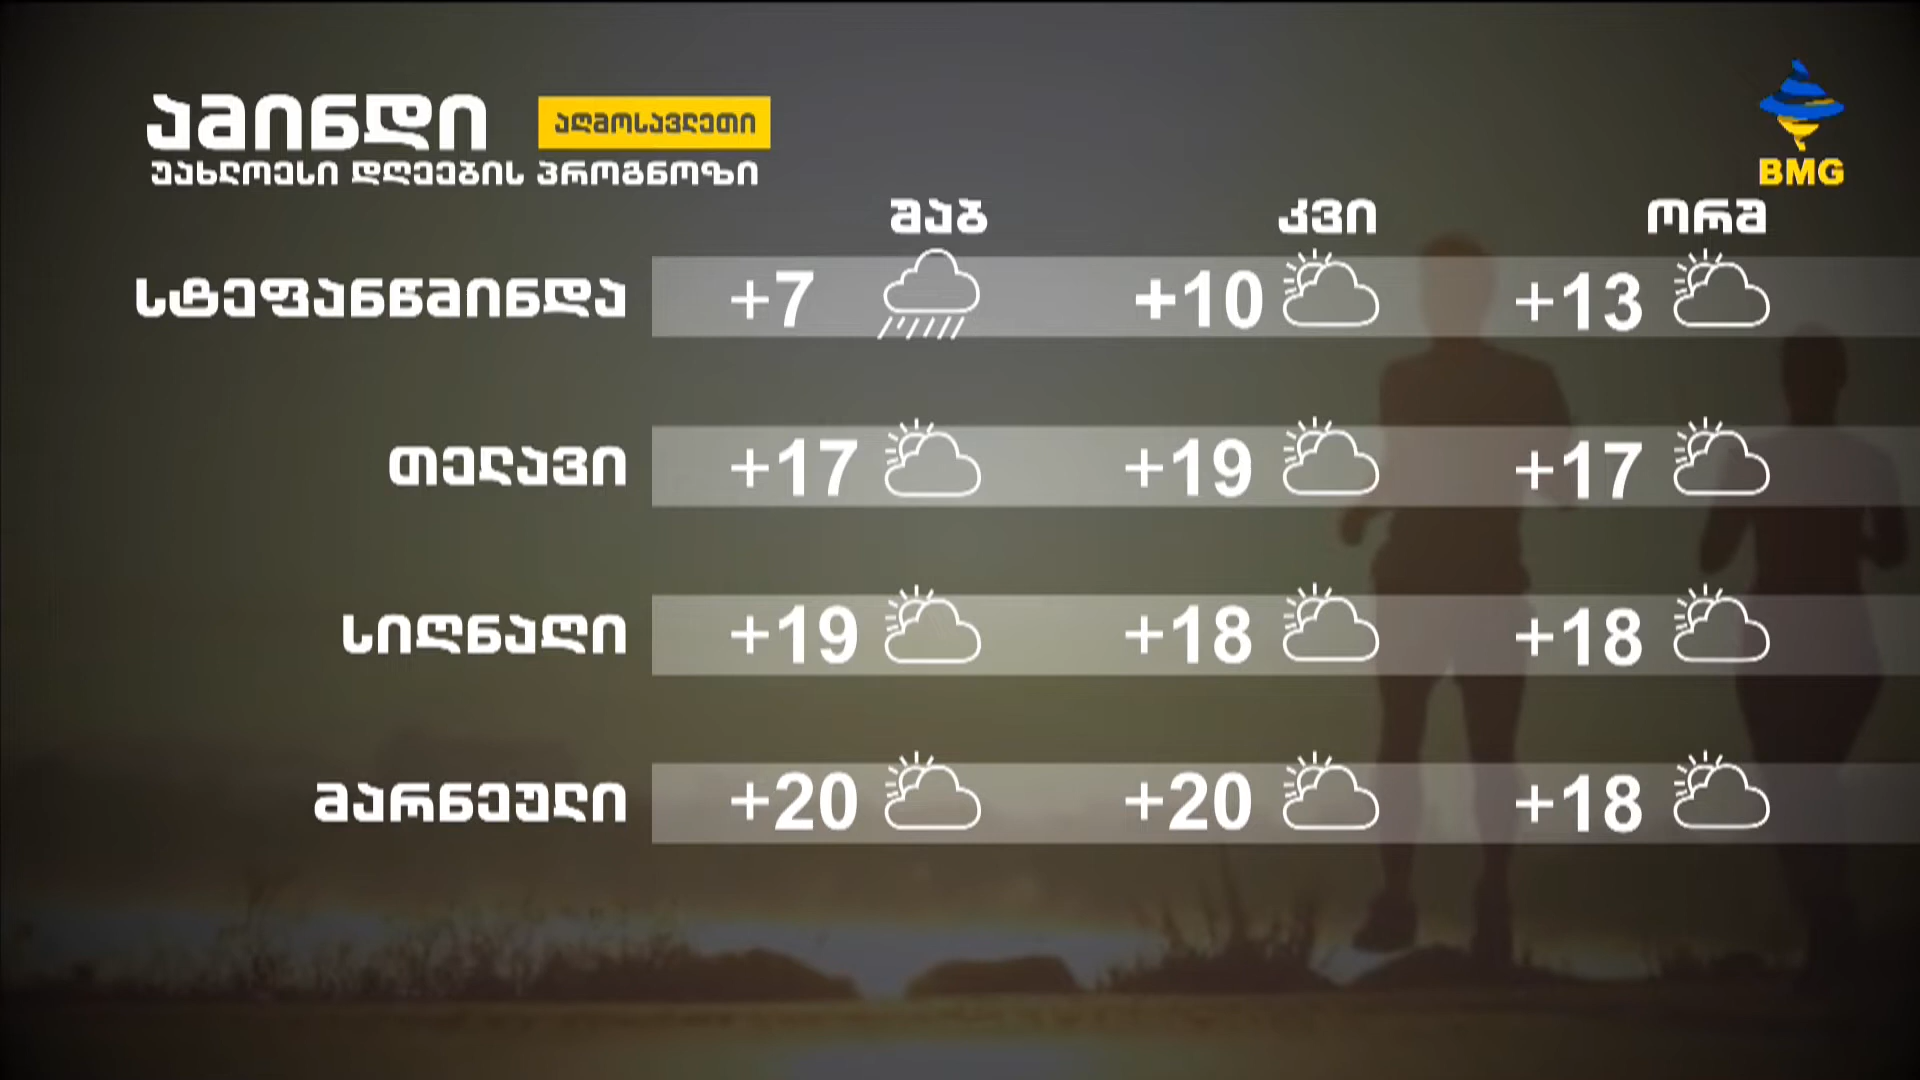 ამინდი
აღმოსავლეთი
უახლოესი დღეების პროგნოზი
BMG
შაბ კვი ორშ
სტეფანწმინდა +7 +10 +13
თელავი +17 +19 +17
სიღნაღი +19 +18 +18
მარნეული +20 +20 +18